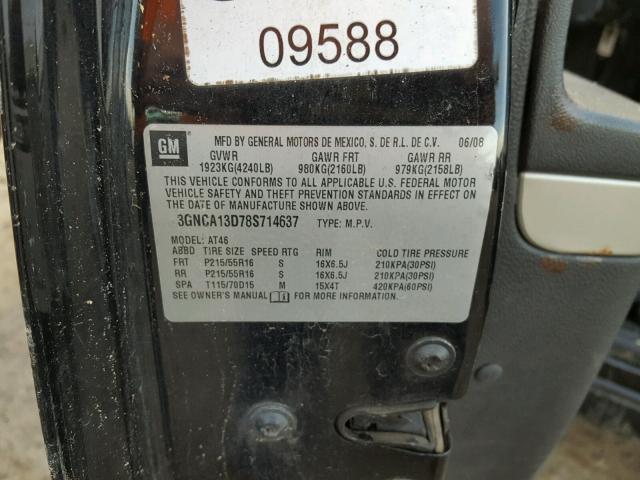 09588
GM
MFD BY GENERAL MOTORS DE MEXICO, S. DE R.L. DE C.V. 06/08
GVWR GAWR FRT GAWR RR
1923KG(4240LB) 980KG(2160LB) 979KG(2158LB)
THIS VEHICLE CONFORMS TO ALL APPLICABLE U.S. FEDERAL MOTOR
VEHICLE SAFETY AND THEFT PREVENTION STANDARDS IN EFFECT ON
THE DATE OF MANUFACTURE SHOWN ABOVE.
3GNCA13D78S714637 TYPE: M.P.V.
MODEL: AT46
ABBD TIRE SIZE SPEED RTG RIM COLD TIRE PRESSURE
FRT P215/55R16 S 16X6.5J 210KPA(30PSI)
RR P215/55R16 S 16X6.5J 210KPA(30PSI)
SPA T115/70D15 M 15X4T 420KPA(60PSI)
SEE OWNER'S MANUAL FOR MORE INFORMATION.